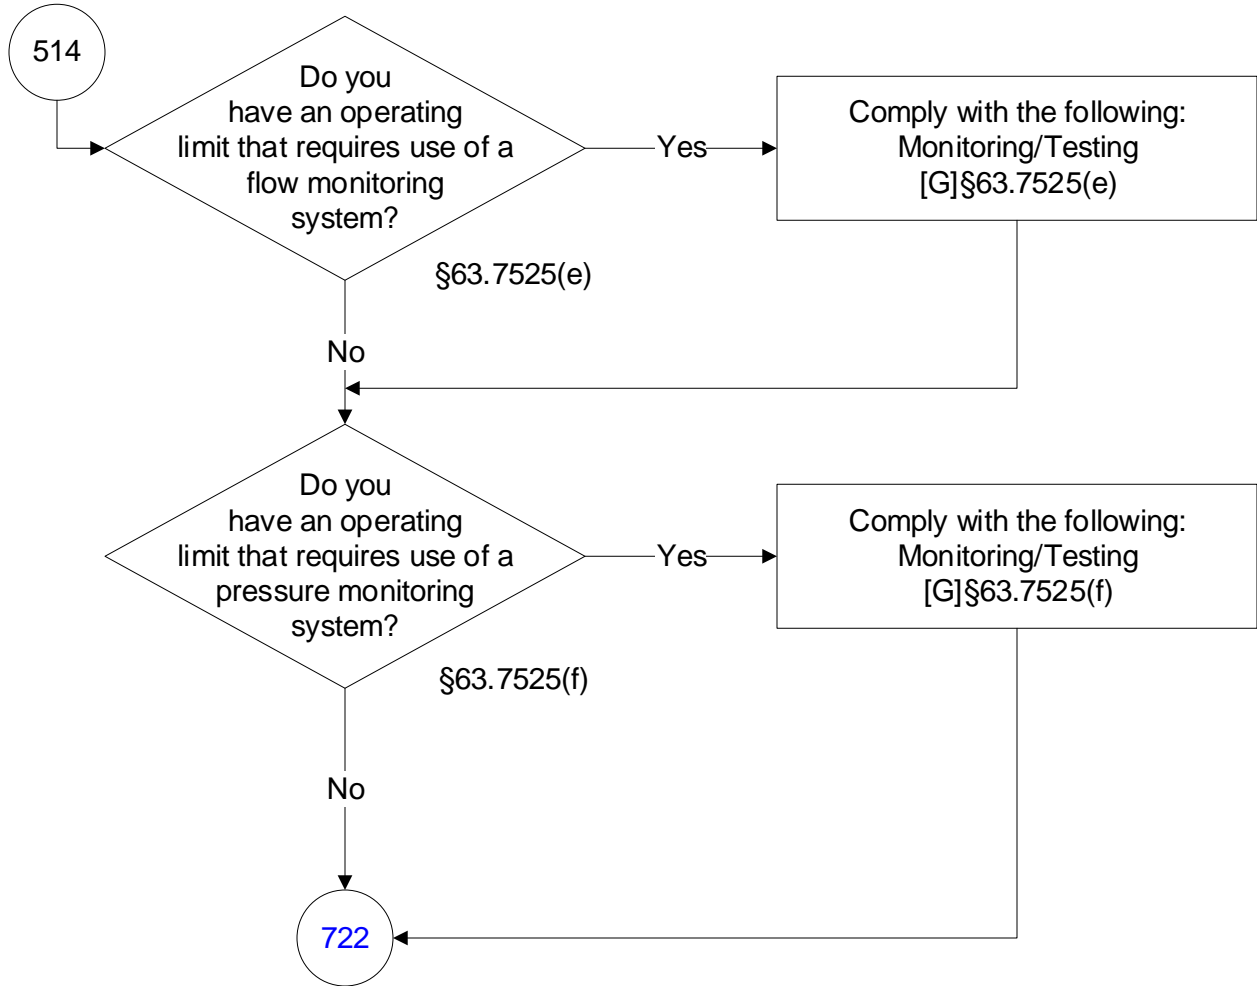 514
Do you
have an operating
limit that requires use of a
flow monitoring
system?
Yes
Comply with the following:
Monitoring/Testing
[G]§63.7525(e)
§63.7525(e)
No
Do you
have an operating
limit that requires use of a
pressure monitoring
system?
Yes
Comply with the following:
Monitoring/Testing
[G]§63.7525(f)
§63.7525(f)
No
722